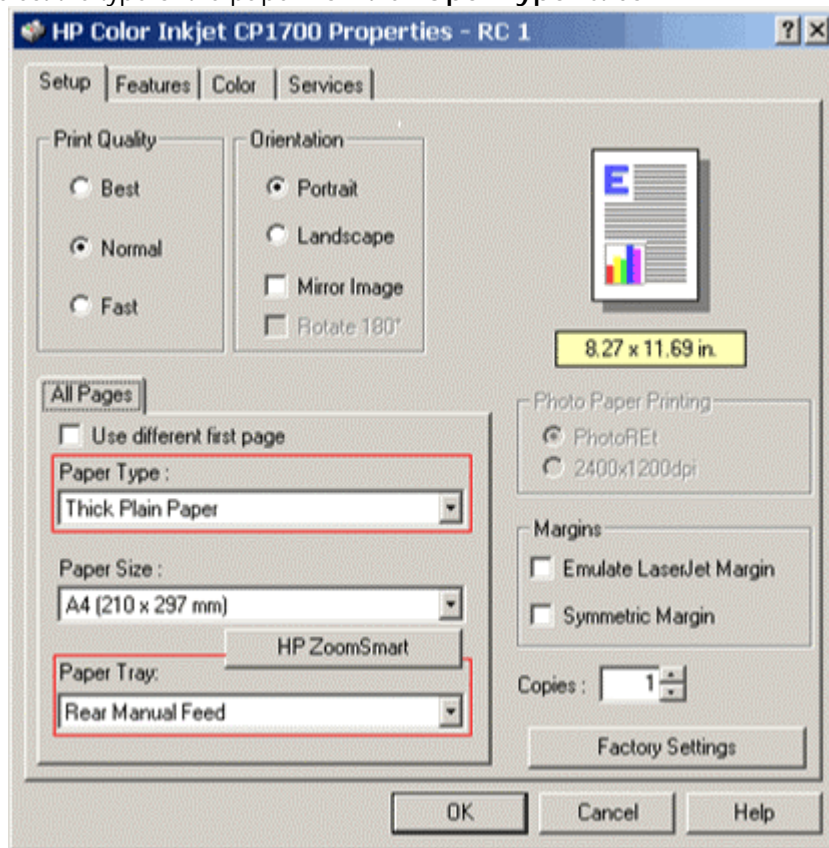 HP Color Inkjet CP1700 Properties - RC 1
Setup Features Color Services
Print Quality
Best
Normal
Fast
Orientation
Portrait
Landscape
Mirror Image
Rotate 180°
E
8.27 x 11.69 in.
All Pages
Use different first page
Paper Type :
Thick Plain Paper
Paper Size :
A4 (210 x 297 mm)
HP ZoomSmart
Paper Tray:
Rear Manual Feed
Photo Paper Printing
PhotoREt
2400x1200dpi
Margins
Emulate LaserJet Margin
Symmetric Margin
Copies : 1
Factory Settings
OK Cancel Help